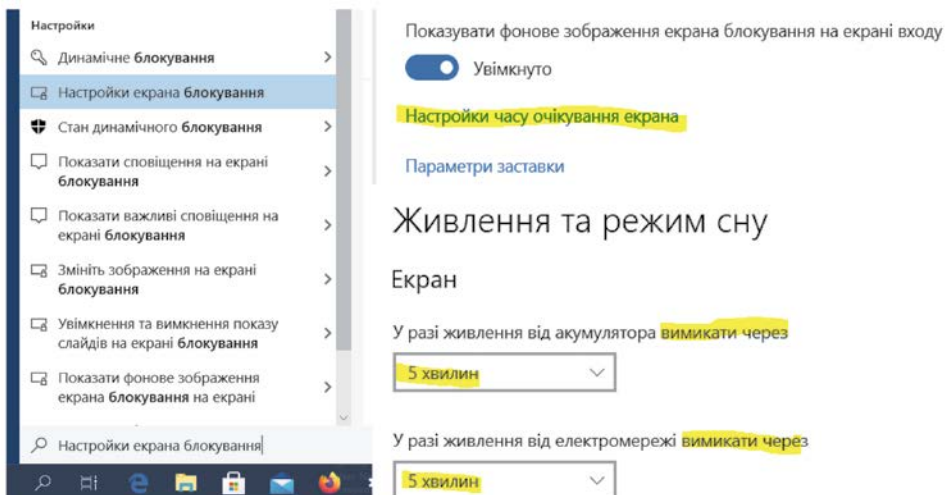 Настройки
Динамічне блокування
Настройки екрана блокування
Стан динамічного блокування
Показати сповіщення на екрані
блокування
Показати важливі сповіщення на
екрані блокування
Змініть зображення на екрані
блокування
Увімкнення та вимкнення показу
слайдів на екрані блокування
Показати фонове зображення
екрана блокування на екрані
Настройки екрана блокування
Показувати фонове зображення екрана блокування на екрані входу
Увімкнуто
Настройки часу очікування екрана
Параметри заставки
Живлення та режим сну
Екран
У разі живлення від акумулятора вимикати через
5 хвилин
У разі живлення від електромережі вимикати через
5 хвилин